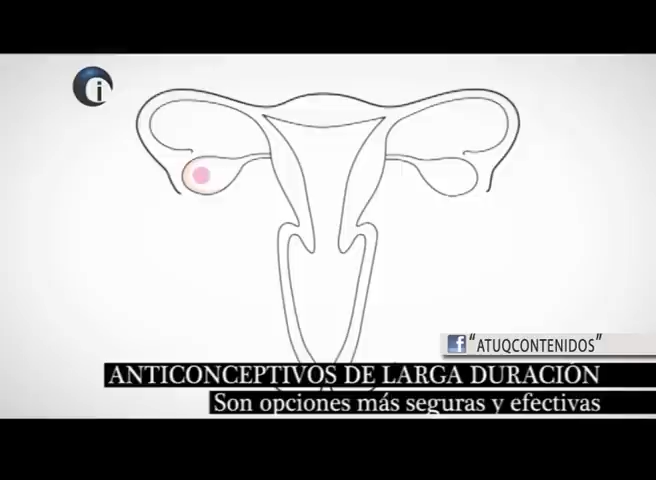 i
"ATUQCONTENIDOS"
ANTICONCEPTIVOS DE LARGA DURACIÓN
Son opciones más seguras y efectivas